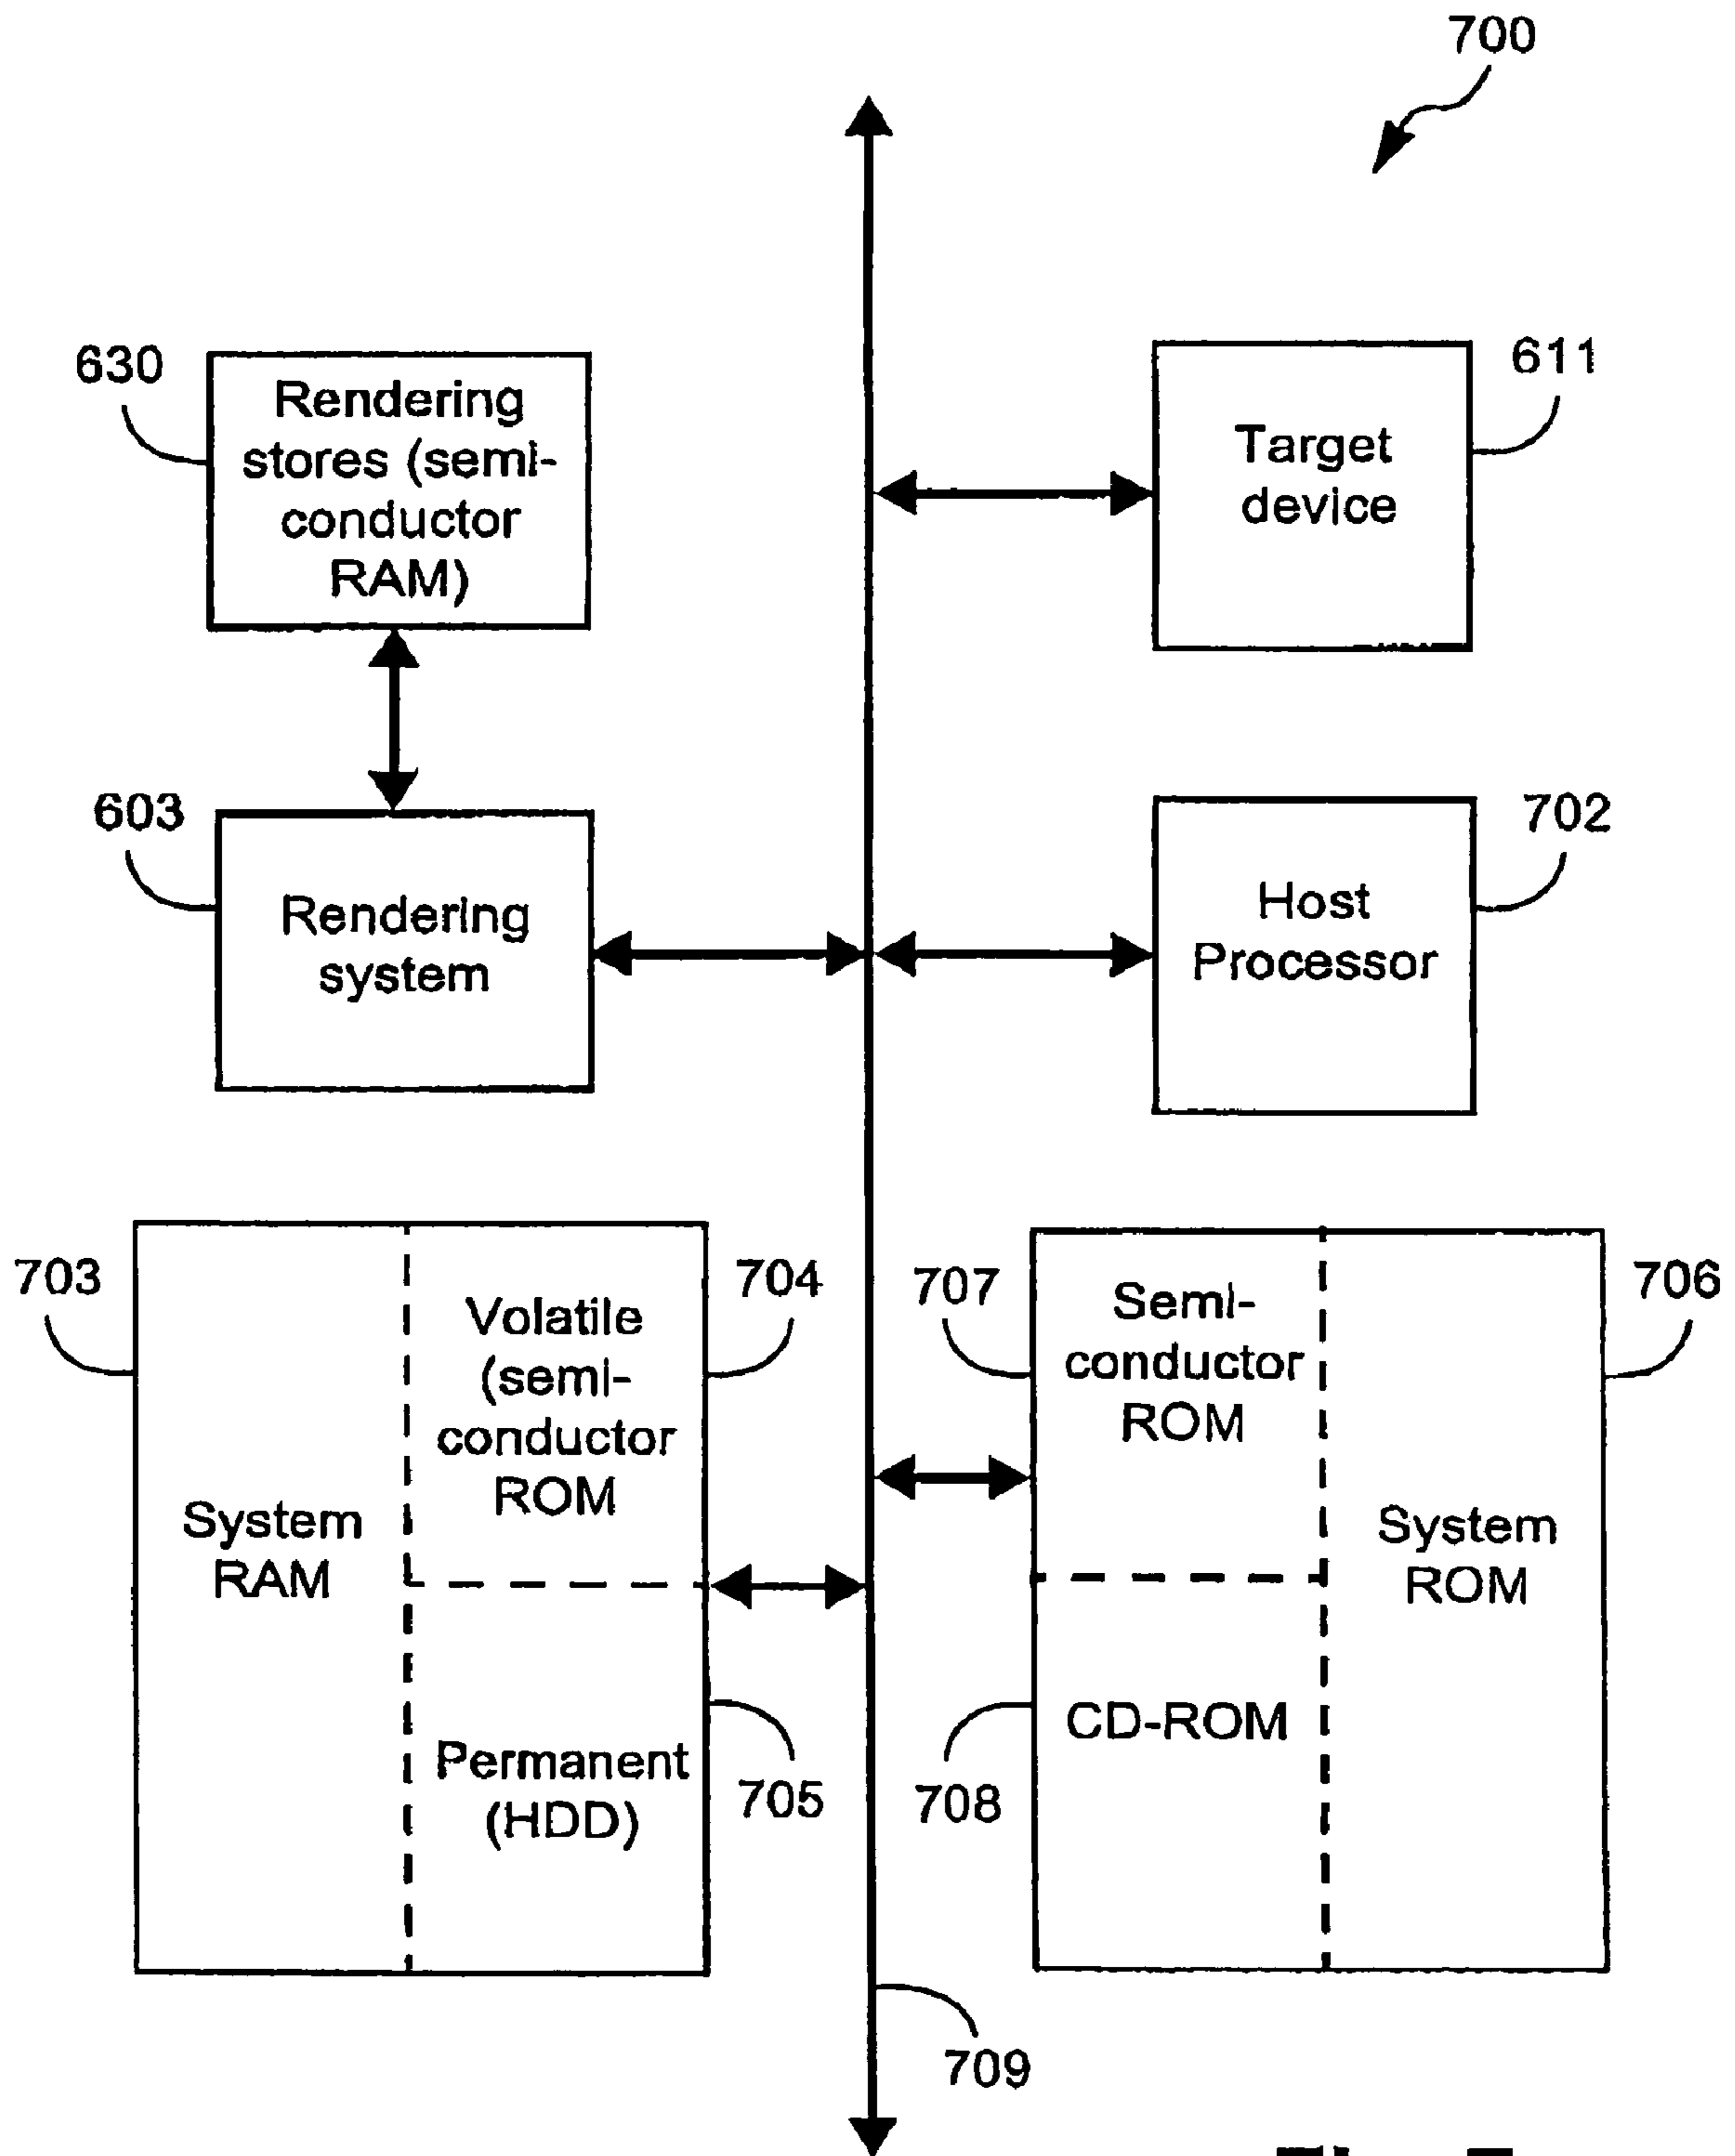 700
630
Rendering
stores (semi-
conductor
RAM)
611
Target
device
603
Rendering
system
702
Host
Processor
703
System
RAM
704
Volatile
(semi-
conductor
ROM
705
Permanent
(HDD)
707
Semi-
conductor
ROM
706
System
ROM
708
CD-ROM
709